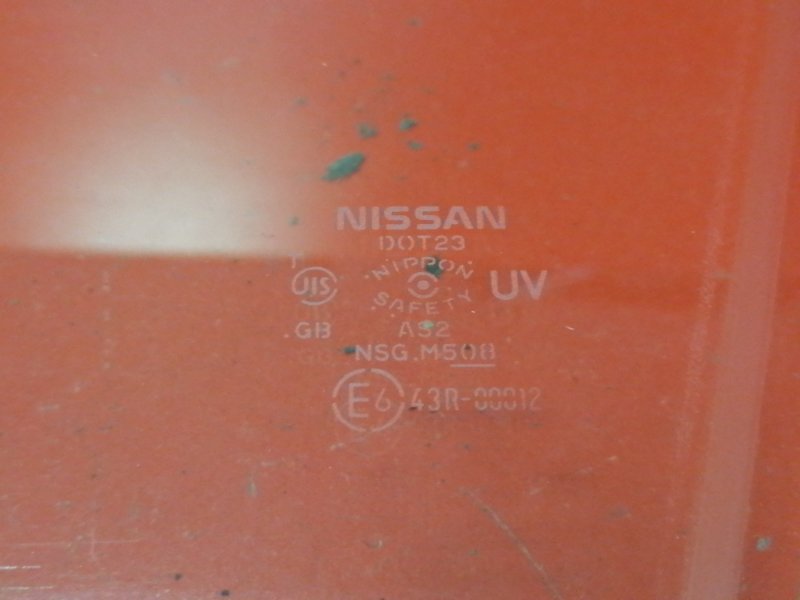 NISSAN
DOT23
T
JIS
NIPPON
SAFETY
UV
GB
AS2
NSG.M508
E6 43R-00012